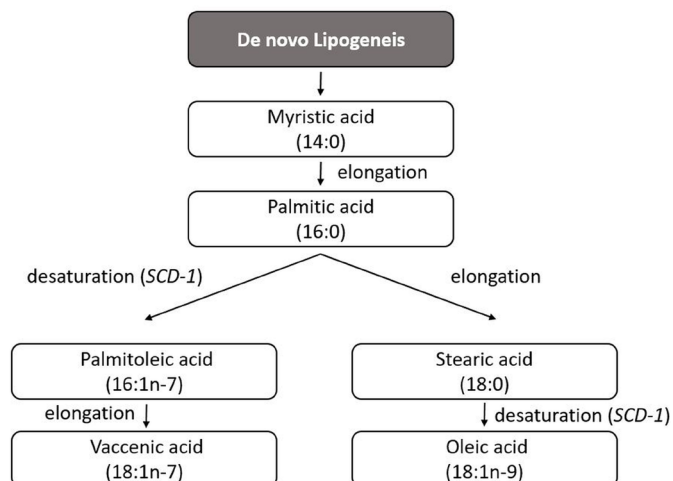 De novo Lipogeneis
Myristic acid
(14:0)
elongation
Palmitic acid
(16:0)
desaturation (SCD-1)
elongation
Palmitoleic acid
(16:1n-7)
Stearic acid
(18:0)
elongation
desaturation (SCD-1)
Vaccenic acid
(18:1n-7)
Oleic acid
(18:1n-9)